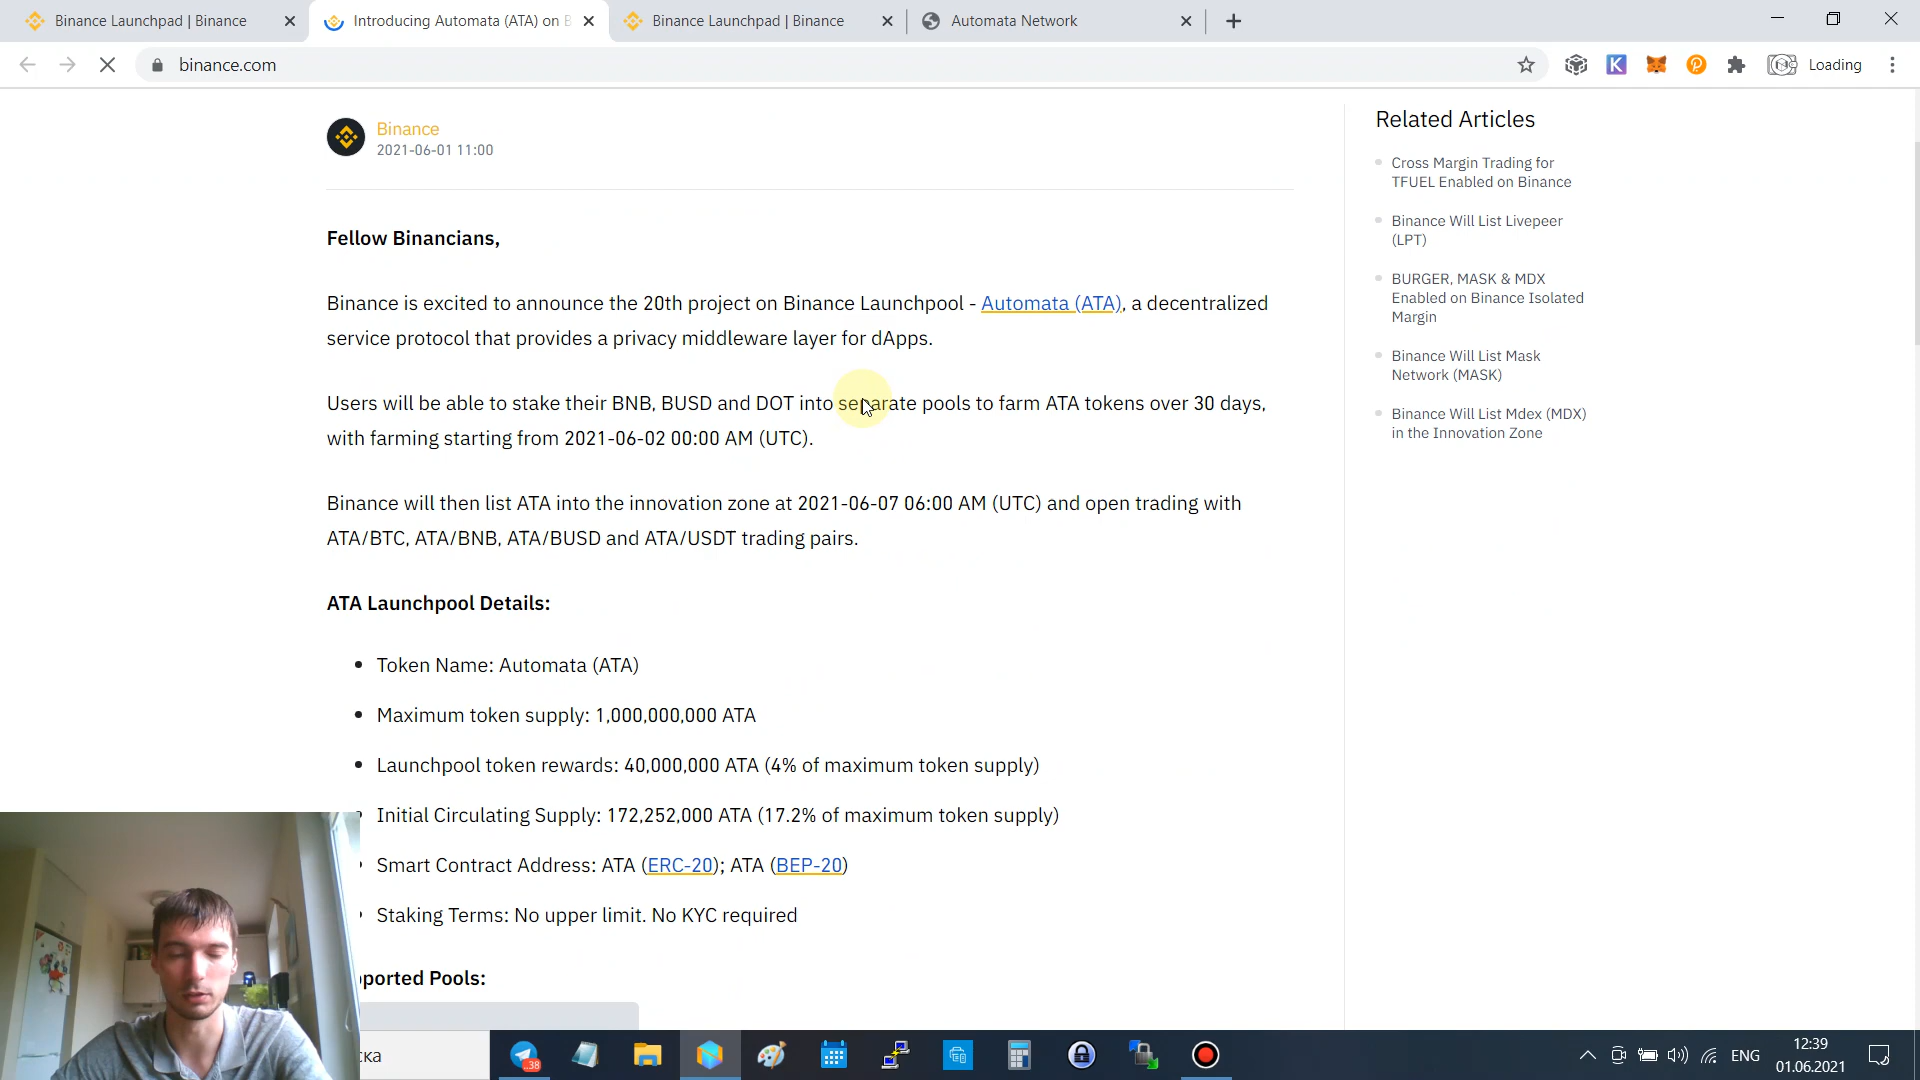 Binance Launchpad | Binance
Introducing Automata (ATA) on B
Binance Launchpad | Binance
Automata Network
binance.com
Loading
Binance
2021-06-01 11:00
Fellow Binancians,
Binance is excited to announce the 20th project on Binance Launchpool - Automata (ATA), a decentralized
service protocol that provides a privacy middleware layer for dApps.
Users will be able to stake their BNB, BUSD and DOT into separate pools to farm ATA tokens over 30 days,
with farming starting from 2021-06-02 00:00 AM (UTC).
Binance will then list ATA into the innovation zone at 2021-06-07 06:00 AM (UTC) and open trading with
ATA/BTC, ATA/BNB, ATA/BUSD and ATA/USDT trading pairs.
ATA Launchpool Details:
• Token Name: Automata (ATA)
• Maximum token supply: 1,000,000,000 ATA
• Launchpool token rewards: 40,000,000 ATA (4% of maximum token supply)
Initial Circulating Supply: 172,252,000 ATA (17.2% of maximum token supply)
Smart Contract Address: ATA (ERC-20); ATA (BEP-20)
Staking Terms: No upper limit. No KYC required
ported Pools:
Related Articles
Cross Margin Trading for
TFUEL Enabled on Binance
Binance Will List Livepeer
(LPT)
BURGER, MASK & MDX
Enabled on Binance Isolated
Margin
Binance Will List Mask
Network (MASK)
Binance Will List Mdex (MDX)
in the Innovation Zone
ска
38
ENG
12:39
01.06.2021